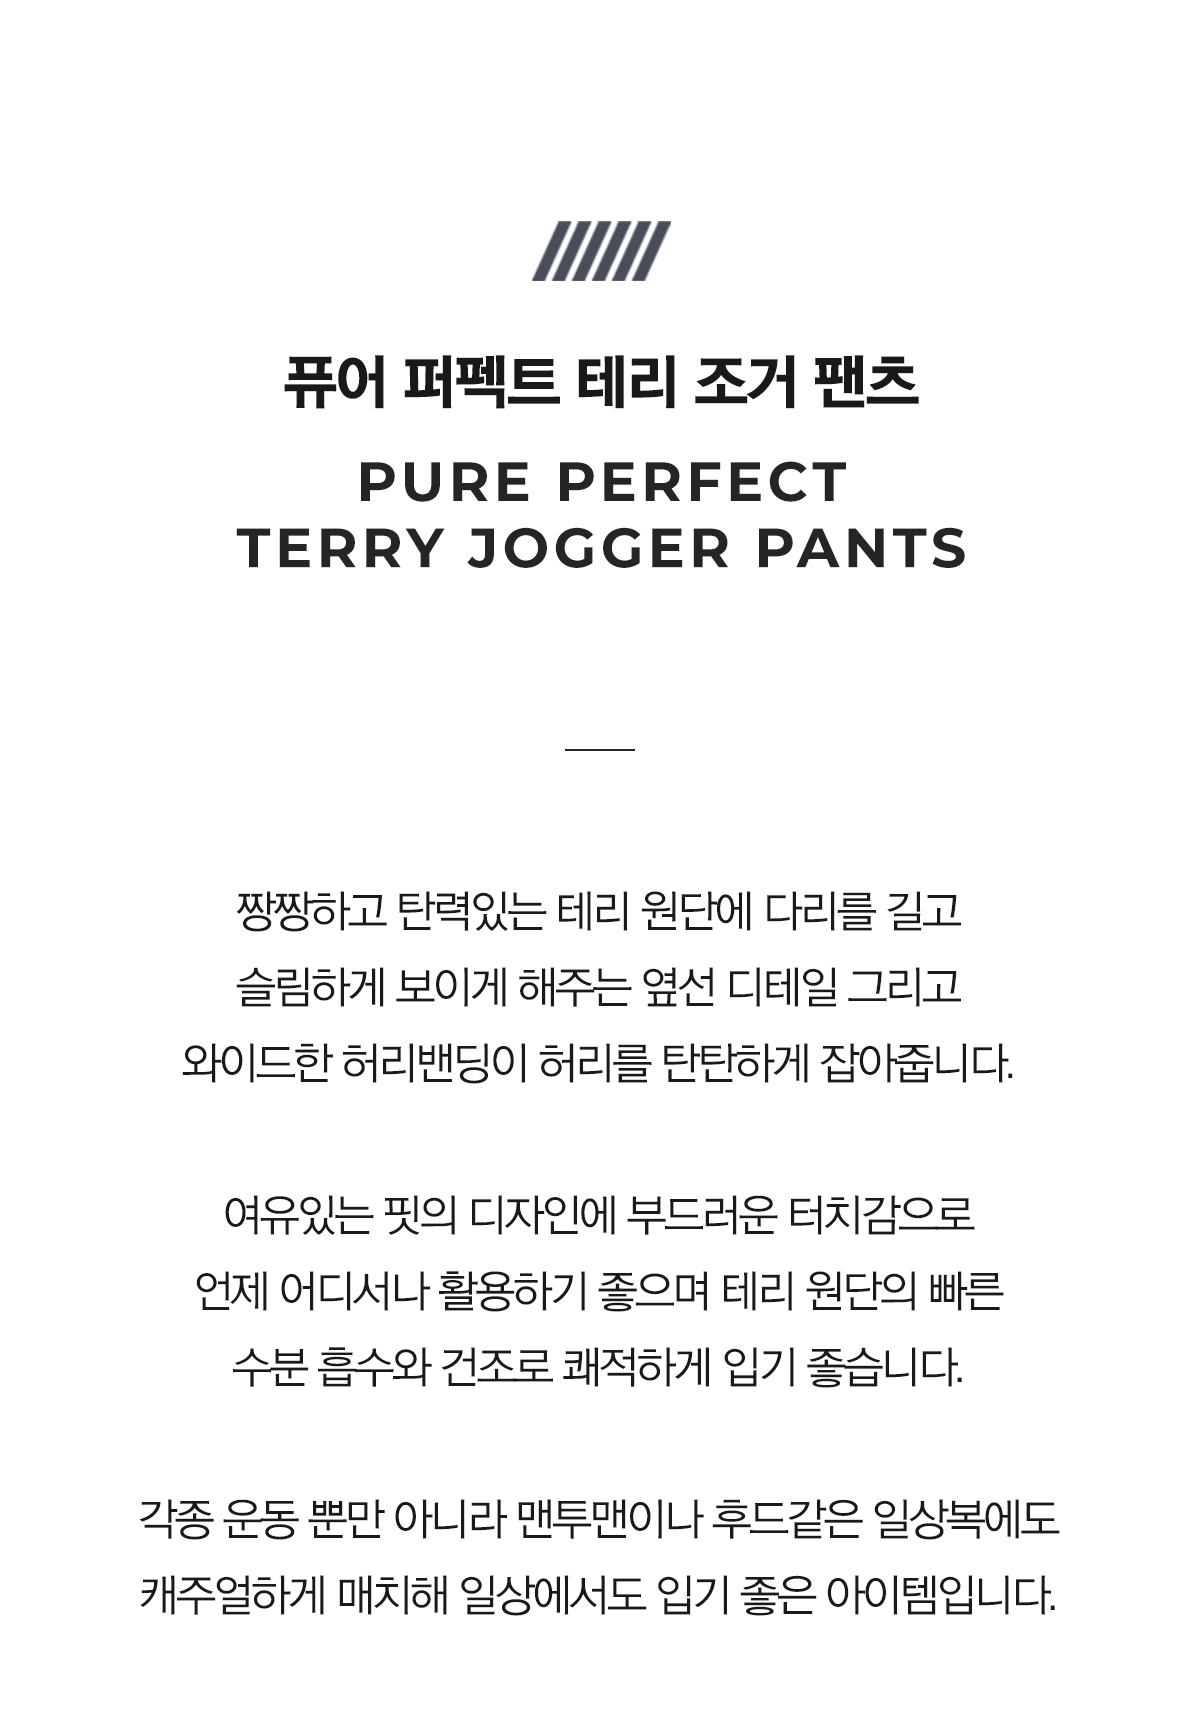 퓨어 퍼펙트 테리 조거 팬츠
PURE PERFECT
TERRY JOGGER PANTS
짱짱하고 탄력있는 테리 원단에 다리를 길고
슬림하게 보이게 해주는 옆선 디테일 그리고
와이드한 허리밴딩이 허리를 탄탄하게 잡아줍니다.
여유있는 핏의 디자인에 부드러운 터치감으로
언제 어디서나 활용하기 좋으며 테리 원단의 빠른
수분 흡수와 건조로 쾌적하게 입기 좋습니다.
각종 운동 뿐만 아니라 맨투맨이나 후드같은 일상복에도
캐주얼하게 매치해 일상에서도 입기 좋은 아이템입니다.